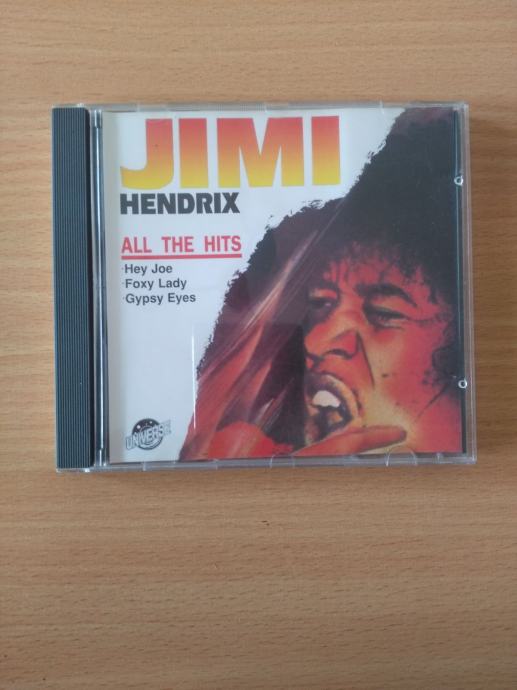 JIMI
HENDRIX
ALL THE HITS
·Hey Joe
·Foxy Lady
·Gypsy Eyes
UNIVERSE